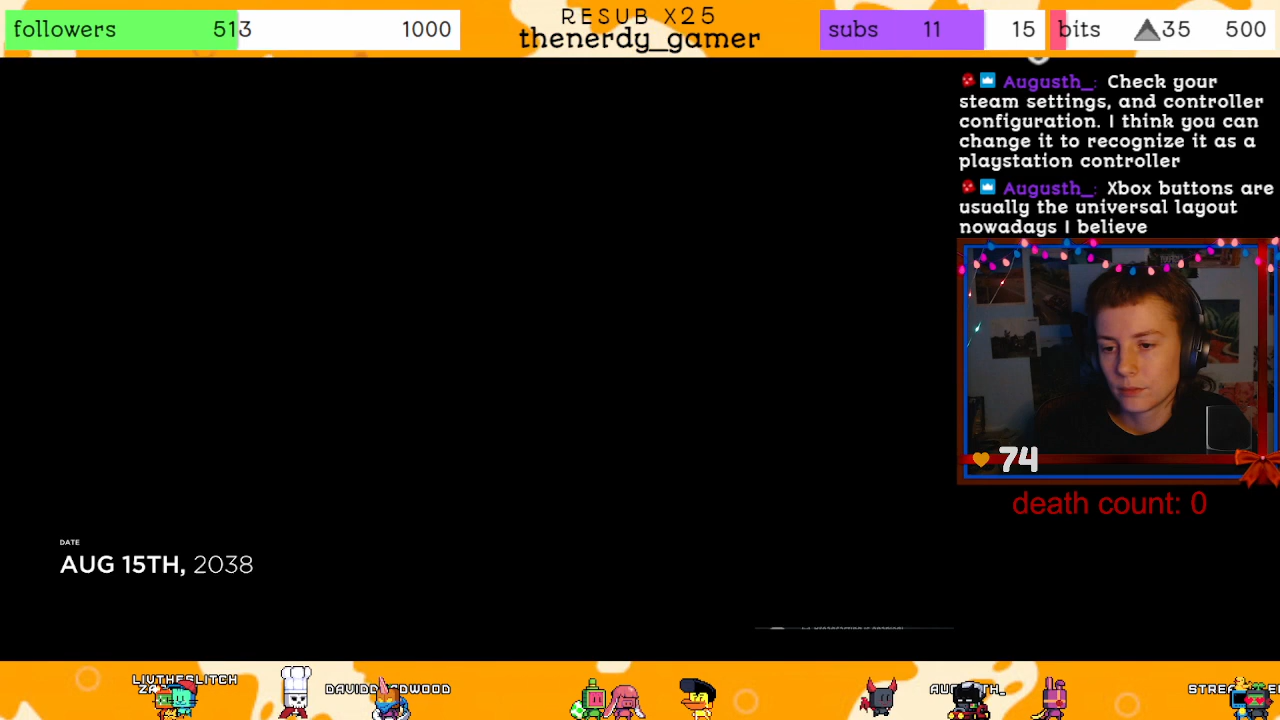 followers 513 1000
RESUB X25
thenerdy_gamer
subs 11 15
bits 35 500
Augusth_: Check your
steam settings, and controller
configuration. I think you can
change it to recognize it as a
playstation controller
Augusth_: Xbox buttons are
usually the universal layout
nowadays I believe
74
death count: 0
DATE
AUG 15TH, 2038
LIVTHEGLITCH